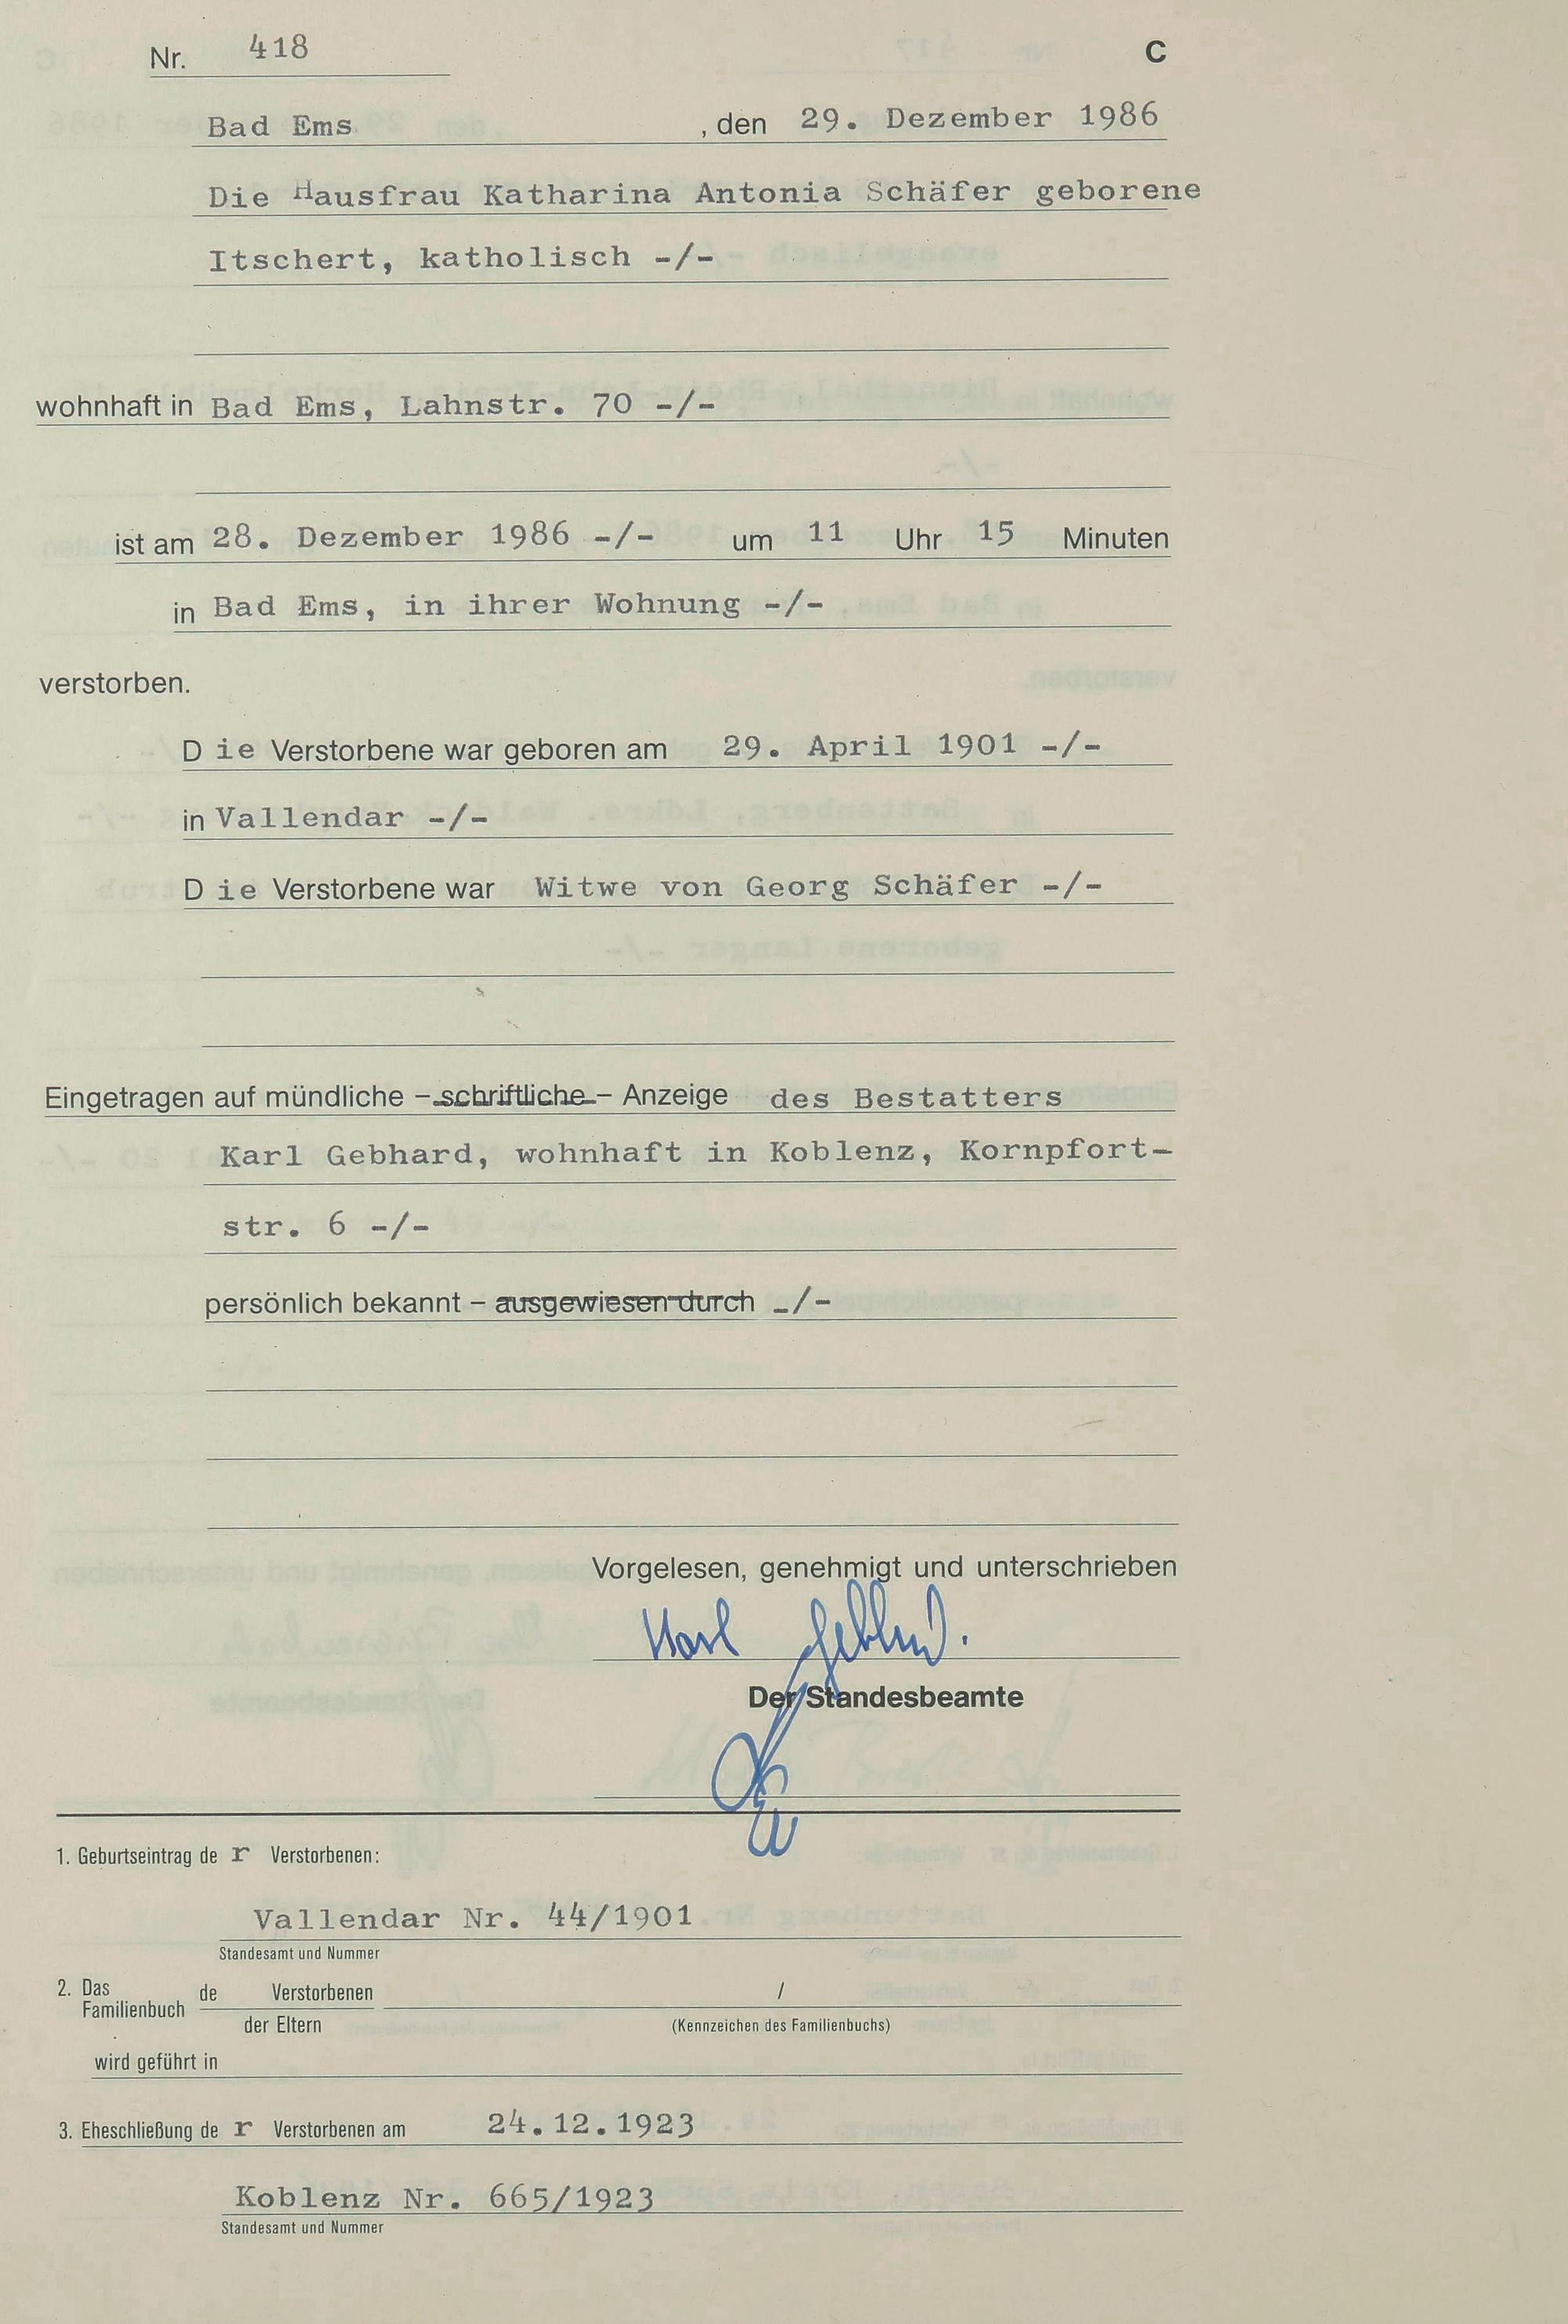 Nr. 418 C
Bad Ems , den 29. Dezember 1986
Die Hausfrau Katharina Antonia Schäfer geborene
Itschert, katholisch -/-
wohnhaft in Bad Ems, Lahnstr. 70 -/-
ist am 28. Dezember 1986 -/- um 11 Uhr 15 Minuten
in Bad Ems, in ihrer Wohnung -/-
verstorben.
Die Verstorbene war geboren am 29. April 1901 -/-
in Vallendar -/-
Die Verstorbene war Witwe von Georg Schäfer -/-
Eingetragen auf mündliche – schriftliche – Anzeige des Bestatters
Karl Gebhard, wohnhaft in Koblenz, Kornpfort-
str. 6 -/-
persönlich bekannt – ausgewiesen durch -/-
Vorgelesen, genehmigt und unterschrieben
Karl Gebhard.
Der Standesbeamte
1. Geburtseintrag der Verstorbenen:
Vallendar Nr. 44/1901
Standesamt und Nummer
2. Das Familienbuch de Verstorbenen /
der Eltern (Kennzeichen des Familienbuchs)
wird geführt in
3. Eheschließung der Verstorbenen am 24.12.1923
Koblenz Nr. 665/1923
Standesamt und Nummer